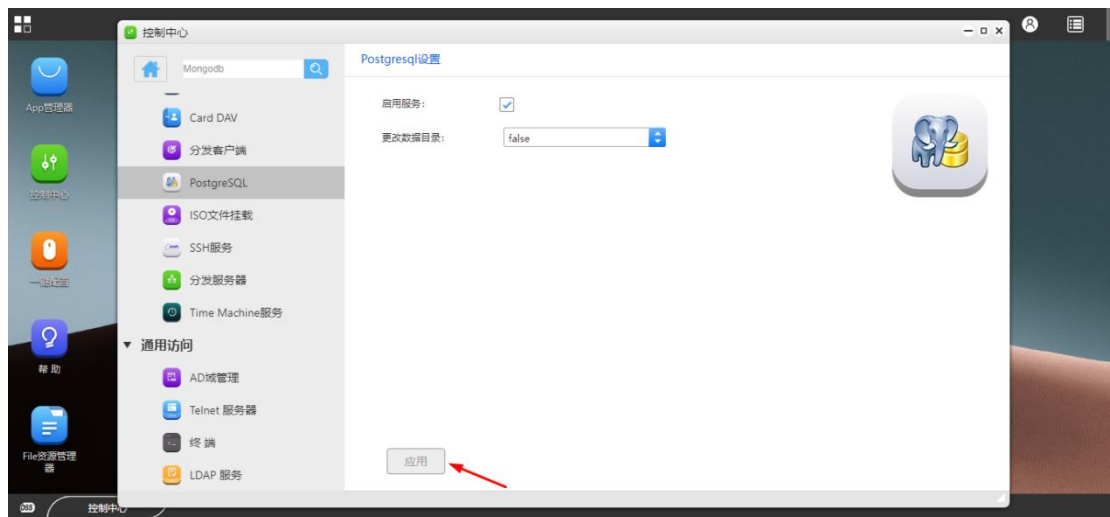 控制中心
App管理器
控制中心
一键配置
帮 助
File资源管理
器
Mongodb
Card DAV
分发客户端
PostgreSQL
ISO文件挂载
SSH服务
分发服务器
Time Machine服务
通用访问
AD域管理
Telnet 服务器
终 端
LDAP 服务
Postgresql设置
启用服务:
更改数据目录:
false
应用
控制中心